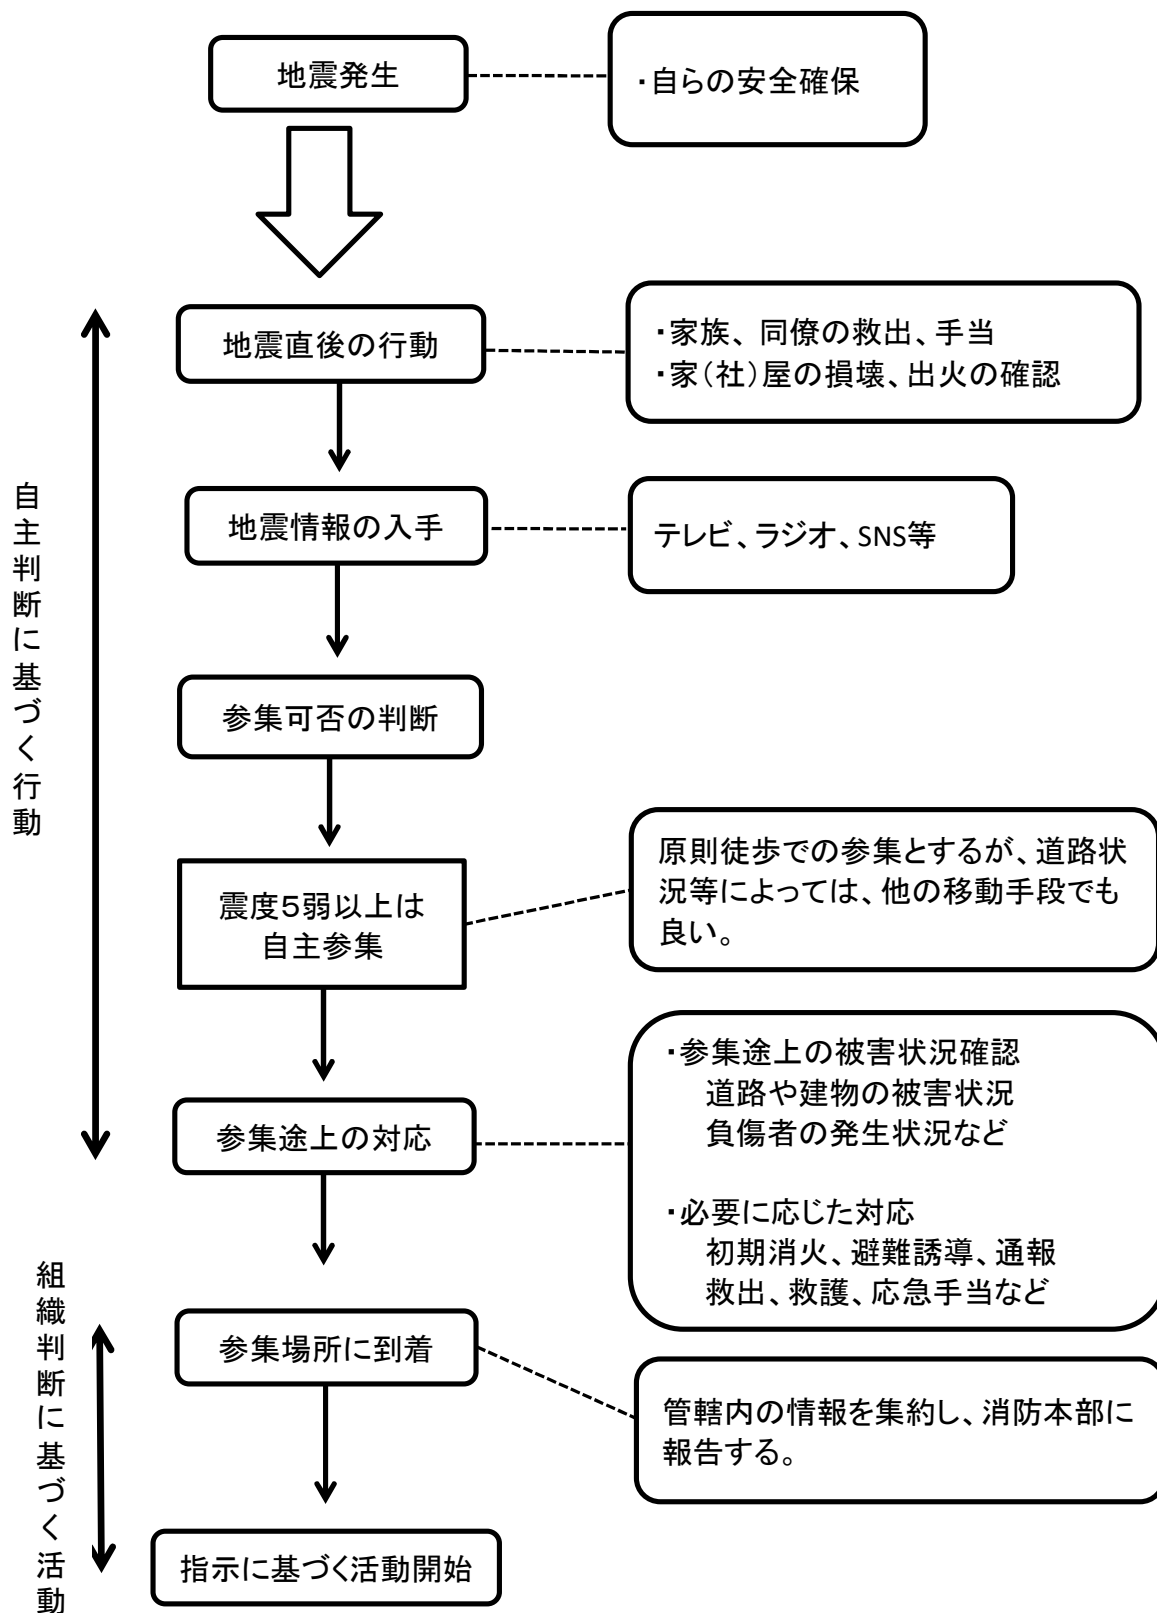 地震発生
・自らの安全確保
地震直後の行動
・家族、同僚の救出、手当
・家(社)屋の損壊、出火の確認
地震情報の入手
テレビ、ラジオ、SNS等
自主判断に基づく行動
参集可否の判断
震度5弱以上は
自主参集
原則徒歩での参集とするが、道路状
況等によっては、他の移動手段でも
良い。
参集途上の対応
・参集途上の被害状況確認
道路や建物の被害状況
負傷者の発生状況など
・必要に応じた対応
初期消火、避難誘導、通報
救出、救護、応急手当など
組織判断に基づく活動
参集場所に到着
管轄内の情報を集約し、消防本部に
報告する。
指示に基づく活動開始